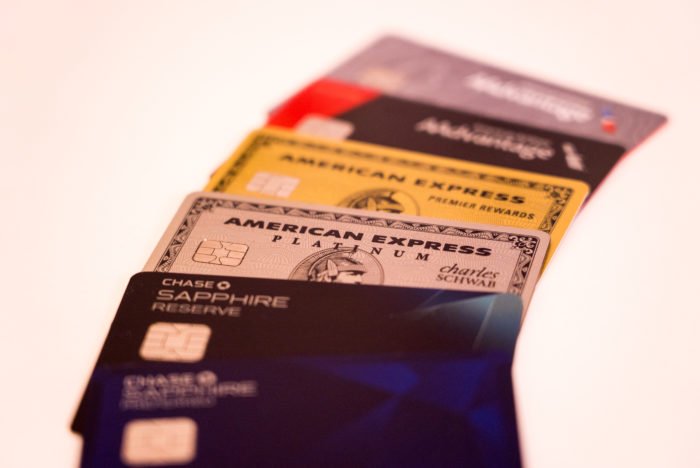 AAdvantage
AAdvantage
AMERICAN EXPRESS
PREMIER REWARDS
AMERICAN EXPRESS
PLATINUM
charles
SCHWAB
CHASE
SAPPHIRE
RESERVE
CHASE
SAPPHIRE